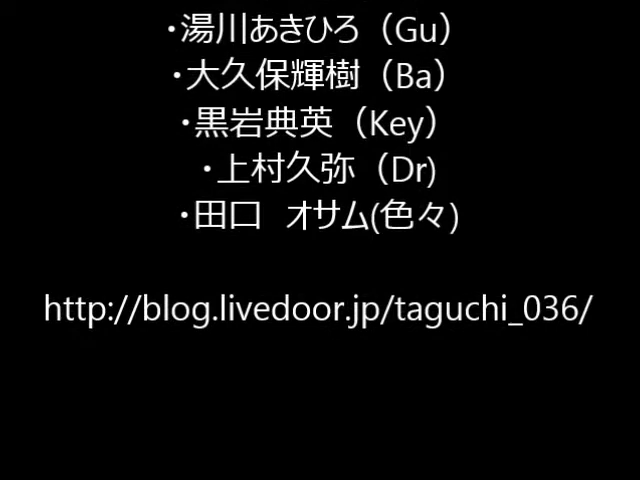 ・湯川あきひろ（Gu）
・大久保輝樹（Ba）
・黒岩典英（Key）
・上村久弥（Dr)
・田口　オサム(色々)
http://blog.livedoor.jp/taguchi_036/